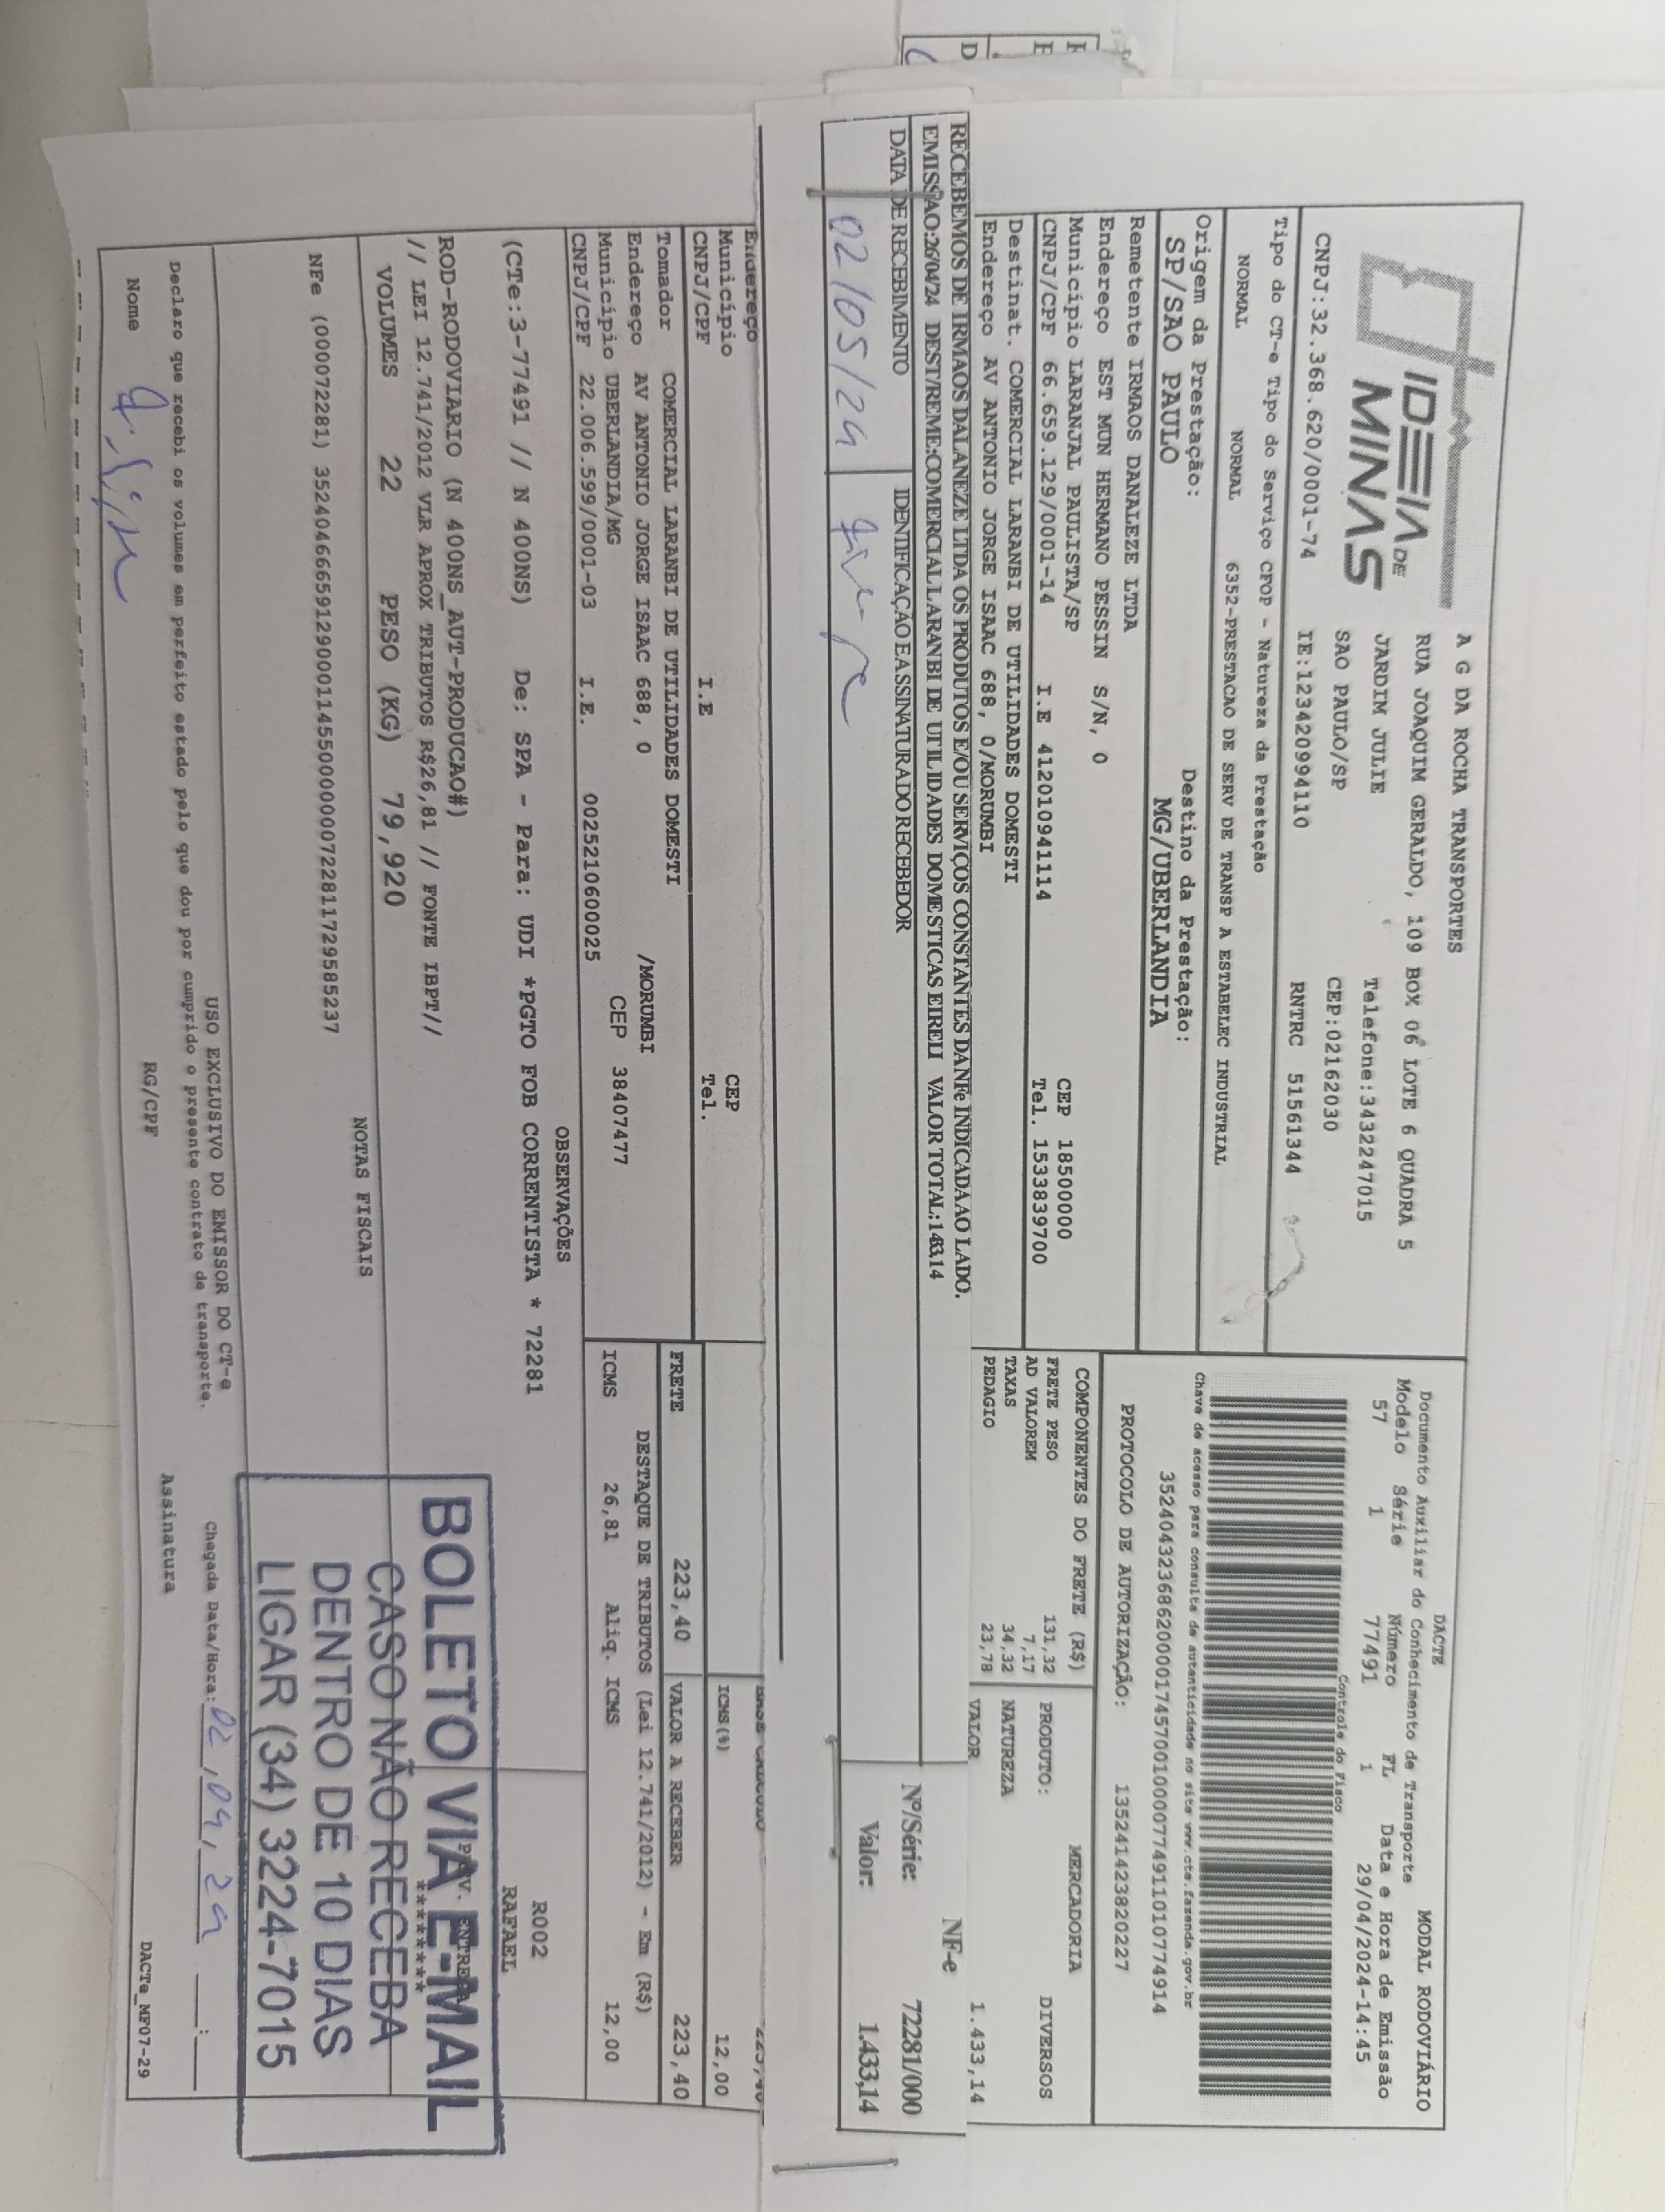 IDEIA DE
MINAS
A G DA ROCHA TRANSPORTES
RUA JOAQUIM GERALDO, 109 BOX 06 LOTE 6 QUADRA 5
JARDIM JULIE Telefone:3432247015
SAO PAULO/SP CEP:02162030
CNPJ:32.368.620/0001-74 IE:123420994110 RNTRC 51561344
DACTE MODAL RODOVIÁRIO
Documento Auxiliar do Conhecimento de Transporte
Modelo Série Número FL Data e Hora de Emissão
57 1 77491 1 29/04/2024-14:45
Controle do Fisco
Tipo do CT-e Tipo do Serviço CFOP - Natureza da Prestação
NORMAL NORMAL 6352-PRESTACAO DE SERV DE TRANSP A ESTABELEC INDUSTRIAL
Chave de acesso para consulta de autenticidade no site www.cte.fazenda.gov.br
35240432368620000174570010000774911010774914
Origem da Prestação: Destino da Prestação:
SP/SAO PAULO MG/UBERLANDIA
PROTOCOLO DE AUTORIZAÇÃO: 135241423820227
Remetente IRMAOS DANALEZE LTDA
Endereço EST MUN HERMANO PESSIN S/N, 0
Município LARANJAL PAULISTA/SP CEP 18500000
CNPJ/CPF 66.659.129/0001-14 I.E 412010941114 Tel. 1533839700
Destinat. COMERCIAL LARANBI DE UTILIDADES DOMESTI
Endereço AV ANTONIO JORGE ISAAC 688, 0/MORUMBI
COMPONENTES DO FRETE (R$) MERCADORIA
FRETE PESO 131,32 PRODUTO: DIVERSOS
AD VALOREM 7,17
TAXAS 34,32 NATUREZA
PEDAGIO 23,78 VALOR 1.433,14
RECEBEMOS DE IRMAOS DALANEZE LTDA OS PRODUTOS E/OU SERVIÇOS CONSTANTES DA NFe INDICADA AO LADO.
EMISSAO:26/04/24 DEST/REME:COMERCIAL LARANBI DE UTILIDADES DOMESTICAS EIRELI VALOR TOTAL:1433,14
DATA DE RECEBIMENTO IDENTIFICAÇÃO E ASSINATURA DO RECEBEDOR
02/05/24
NF-e
Nº/Série: 72281/000
Valor: 1.433,14
Endereço
Município CEP
CNPJ/CPF I.E Tel.
ICMS(%) 12,00
Tomador COMERCIAL LARANBI DE UTILIDADES DOMESTI
Endereço AV ANTONIO JORGE ISAAC 688, 0 /MORUMBI
Município UBERLANDIA/MG CEP 38407477
CNPJ/CPF 22.006.599/0001-03 I.E. 0025210600025
FRETE 223,40 VALOR A RECEBER 223,40
DESTAQUE DE TRIBUTOS (Lei 12.741/2012) - Em (R$)
ICMS 26,81 Aliq. ICMS 12,00
OBSERVAÇÕES
(CTe:3-77491 // N 400NS) De: SPA - Para: UDI *PGTO FOB CORRENTISTA * 72281
R002
RAFAEL
ROD-RODOVIARIO (N 400NS_AUT-PRODUCAO#)
// LEI 12.741/2012 VLR APROX TRIBUTOS R$26,81 // FONTE IBPT//
VOLUMES 22 PESO (KG) 79,920
********
BOLETO VIA E-MAIL
CASO NÃO RECEBA
DENTRO DE 10 DIAS
LIGAR (34) 3224-7015
NOTAS FISCAIS
NFe (000072281) 35240466659129000114550000000722811729585237
USO EXCLUSIVO DO EMISSOR DO CT-e
Declaro que recebi os volumes em perfeito estado pelo que dou por cumprido o presente contrato de transporte.
Chegada Data/Hora: 02,04,24 __:__
Nome RG/CPF Assinatura
DACTe_MF07-29